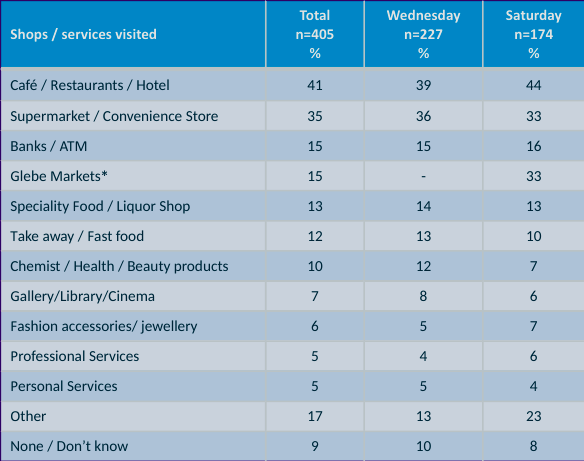 Shops / services visited Total n=405 % Wednesday n=227 % Saturday n=174 %
Café / Restaurants / Hotel 41 39 44
Supermarket / Convenience Store 35 36 33
Banks / ATM 15 15 16
Glebe Markets* 15 - 33
Speciality Food / Liquor Shop 13 14 13
Take away / Fast food 12 13 10
Chemist / Health / Beauty products 10 12 7
Gallery/Library/Cinema 7 8 6
Fashion accessories/ jewellery 6 5 7
Professional Services 5 4 6
Personal Services 5 5 4
Other 17 13 23
None / Don’t know 9 10 8